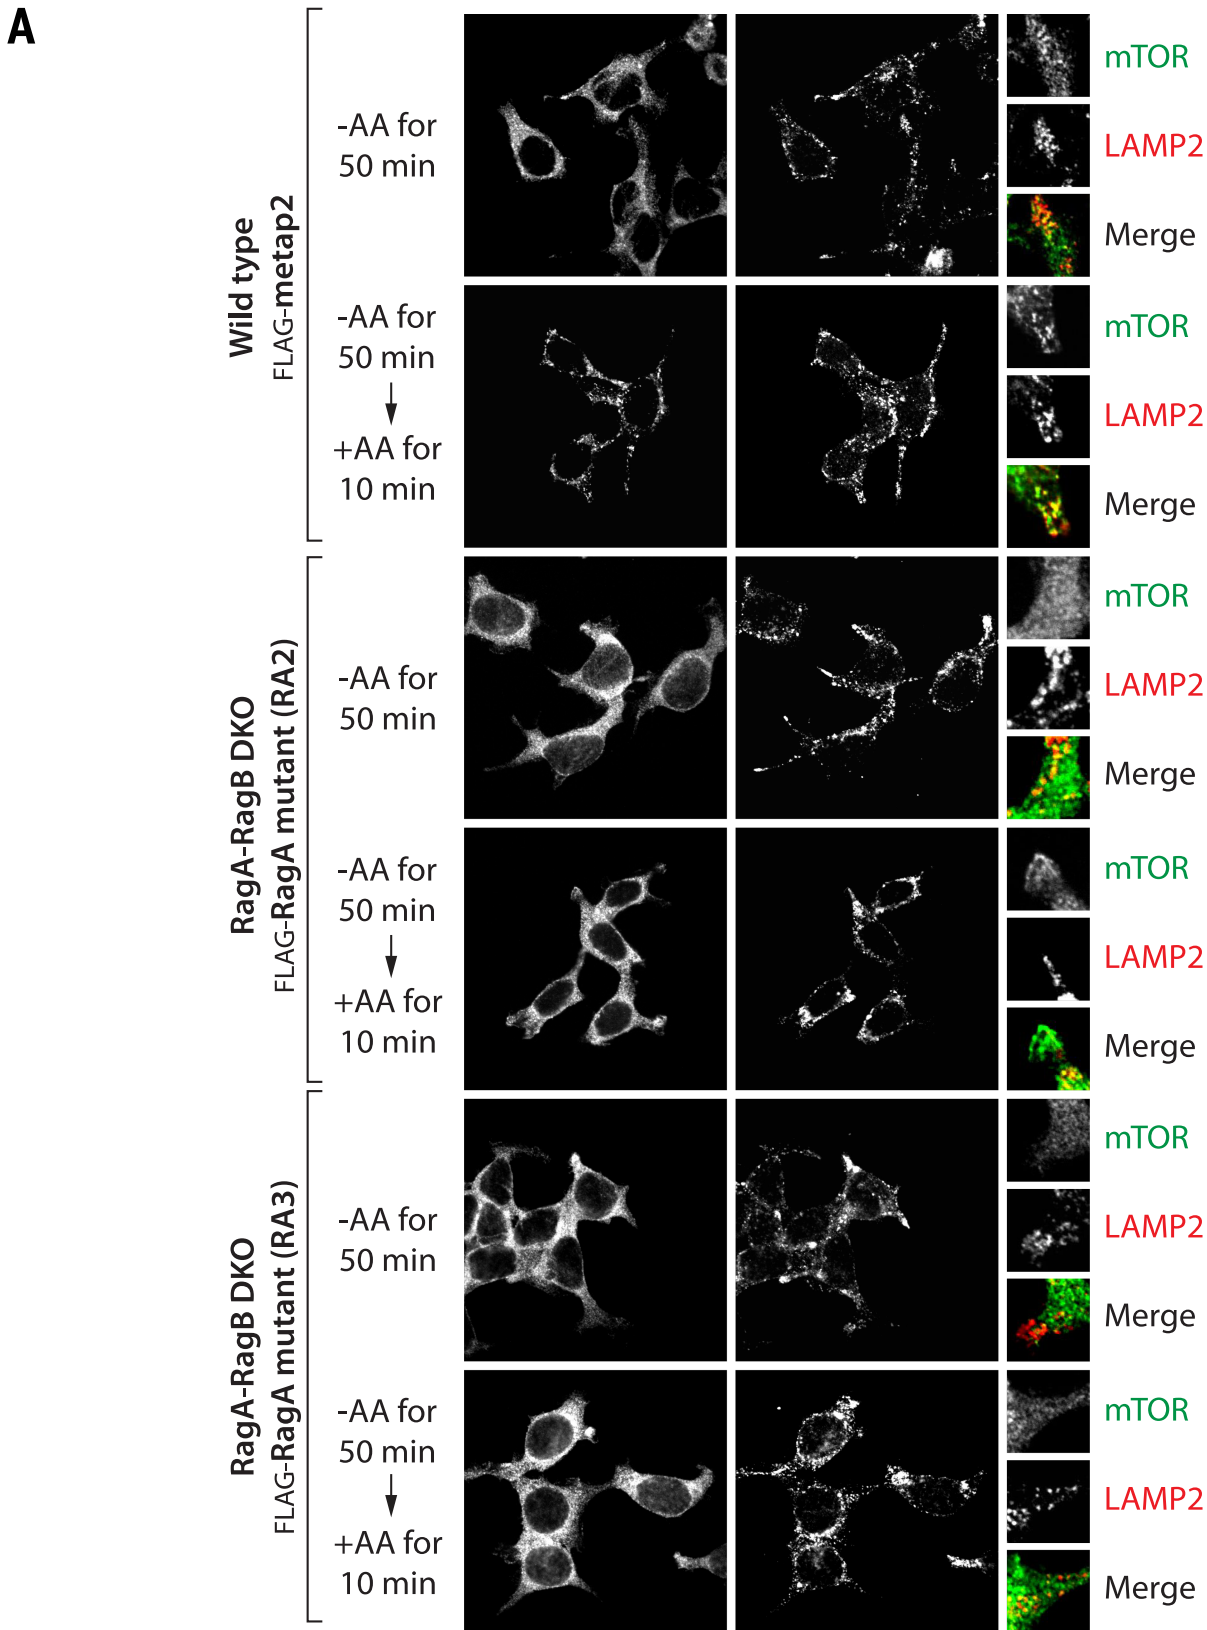 A
Wild type
FLAG-metap2
-AA for
50 min
mTOR
LAMP2
Merge
-AA for
50 min
+AA for
10 min
mTOR
LAMP2
Merge
RagA-RagB DKO
FLAG-RagA mutant (RA2)
-AA for
50 min
mTOR
LAMP2
Merge
-AA for
50 min
+AA for
10 min
mTOR
LAMP2
Merge
RagA-RagB DKO
FLAG-RagA mutant (RA3)
-AA for
50 min
mTOR
LAMP2
Merge
-AA for
50 min
+AA for
10 min
mTOR
LAMP2
Merge